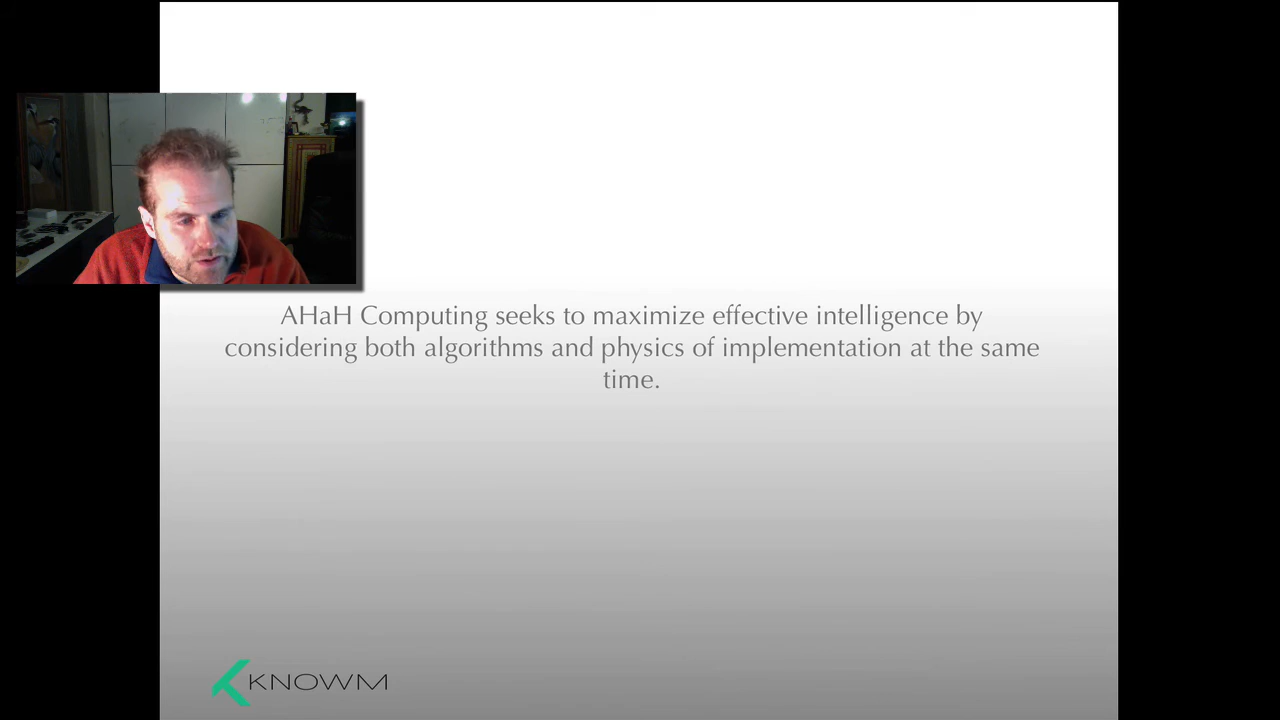 AHaH Computing seeks to maximize effective intelligence by
considering both algorithms and physics of implementation at the same
time.
KNOWM